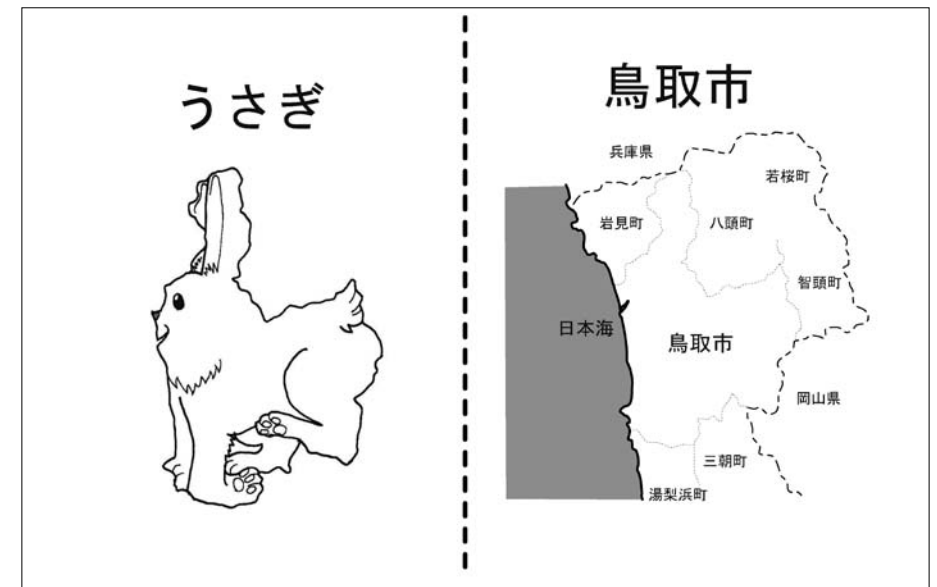 うさぎ
鳥取市
兵庫県
若桜町
岩見町
八頭町
智頭町
日本海
鳥取市
岡山県
三朝町
湯梨浜町